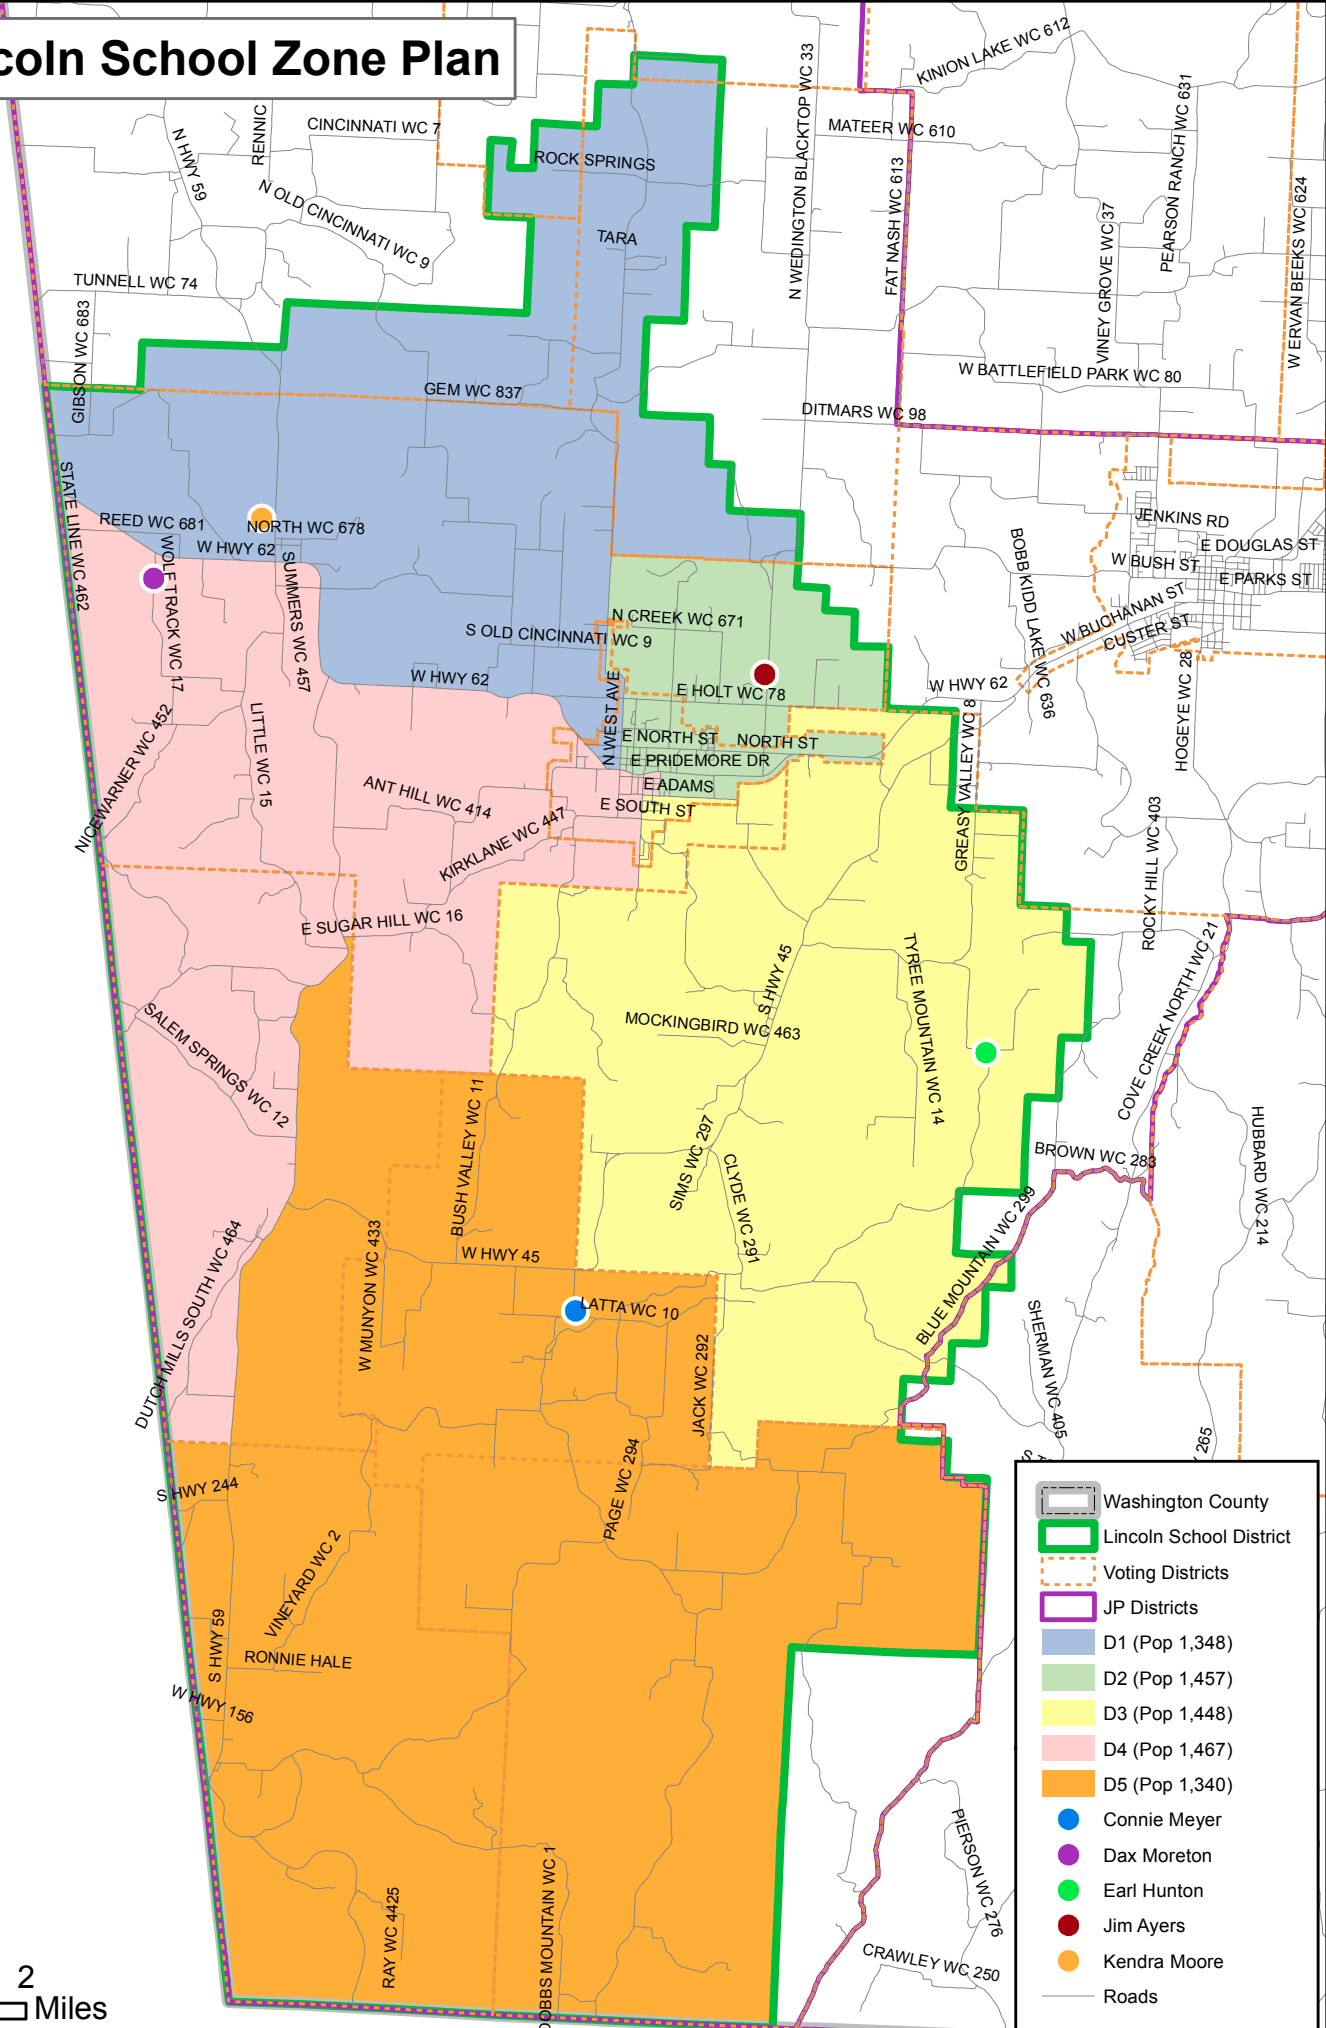 coln School Zone Plan
KINION LAKE WC 612
CINCINNATI WC 7
RENNIC
N HWY 59
N OLD CINCINNATI WC 9
TUNNELL WC 74
GIBSON WC 683
ROCK SPRINGS
TARA
N WEDINGTON BLACKTOP WC 33
MATEER WC 610
FAT NASH WC 613
PEARSON RANCH WC 631
VINEY GROVE WC 37
W ERVAN BEEKS WC 624
W BATTLEFIELD PARK WC 80
DITMARS WC 98
GEM WC 837
STATE LINE WC 462
REED WC 681
NORTH WC 678
W HWY 62
WOLF TRACK WC 17
SUMMERS WC 457
JENKINS RD
E DOUGLAS ST
W BUSH ST
E PARKS ST
W BUCHANAN ST
CUSTER ST
BOBB KIDD LAKE WC 636
HOGEYE WC 28
N CREEK WC 671
S OLD CINCINNATI WC 9
W HWY 62
E HOLT WC 78
W HWY 62
N WEST AVE
E NORTH ST
NORTH ST
E PRIDEMORE DR
E ADAMS
E SOUTH ST
GREASY VALLEY WC 8
NICEWARNER WC 452
LITTLE WC 15
ANT HILL WC 414
KIRKLANE WC 447
ROCKY HILL WC 403
E SUGAR HILL WC 16
S HWY 45
TYREE MOUNTAIN WC 14
COVE CREEK NORTH WC 21
MOCKINGBIRD WC 463
SALEM SPRINGS WC 12
BUSH VALLEY WC 11
SIMS WC 297
CLYDE WC 291
BROWN WC 283
HUBBARD WC 214
BLUE MOUNTAIN WC 299
DUTCH MILLS SOUTH WC 464
W MUNYON WC 433
W HWY 45
LATTA WC 10
JACK WC 292
SHERMAN WC 405
265
PAGE WC 294
S HWY 244
VINEYARD WC 2
S HWY 59
RONNIE HALE
W HWY 156
RAY WC 4425
DOBBS MOUNTAIN WC 1
PIERSON WC 276
CRAWLEY WC 250
Washington County
Lincoln School District
Voting Districts
JP Districts
D1 (Pop 1,348)
D2 (Pop 1,457)
D3 (Pop 1,448)
D4 (Pop 1,467)
D5 (Pop 1,340)
Connie Meyer
Dax Moreton
Earl Hunton
Jim Ayers
Kendra Moore
Roads
2
Miles